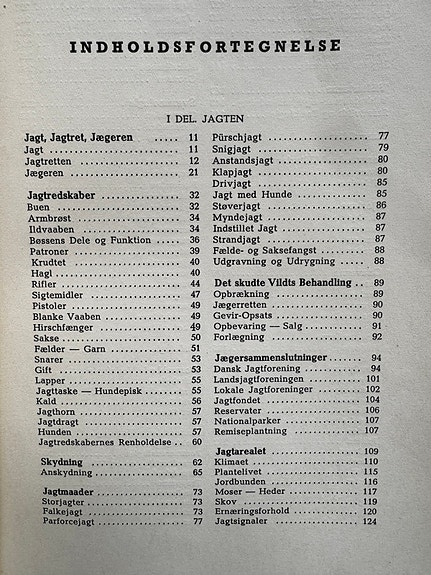 INDHOLDSFORTEGNELSE
I DEL. JAGTEN
Jagt, Jagtret, Jægeren ..... 11
Jagt ........................ 11
Jagtretten .................. 12
Jægeren ..................... 21
Jagtredskaber ............... 32
Buen ........................ 32
Armbrøst .................... 34
Ildvaaben ................... 34
Bøssens Dele og Funktion .... 36
Patroner .................... 39
Krudtet ..................... 40
Hagl ........................ 40
Rifler ...................... 44
Sigtemidler ................. 47
Pistoler .................... 49
Blanke Vaaben ............... 49
Hirschfænger ................ 49
Sakse ....................... 50
Fælder — Garn ............... 51
Snarer ...................... 53
Gift ........................ 53
Lapper ...................... 55
Jagttaske — Hundepisk ....... 55
Kald ........................ 56
Jagthorn .................... 57
Jagtdragt ................... 57
Hunden ...................... 57
Jagtredskabernes Renholdelse .. 60
Skydning .................... 62
Anskydning .................. 65
Jagtmaader .................. 73
Storjagter .................. 73
Falkejagt ................... 73
Parforcejagt ................ 77
Pürschjagt .................. 77
Snigjagt .................... 79
Anstandsjagt ................ 80
Klapjagt .................... 80
Drivjagt .................... 85
Jagt med Hunde .............. 85
Støverjagt .................. 86
Myndejagt ................... 87
Indstillet Jagt ............. 87
Strandjagt .................. 87
Fælde- og Saksefangst ....... 88
Udgravning og Udrygning ..... 88
Det skudte Vildts Behandling .. 89
Opbrækning .................. 89
Jægerretten ................. 90
Gevir-Opsats ................ 90
Opbevaring — Salg ........... 91
Forlægning .................. 92
Jægersammenslutninger ....... 94
Dansk Jagtforening .......... 94
Landsjagtforeningen ......... 101
Lokale Jagtforeninger ....... 102
Jagtfondet .................. 104
Reservater .................. 106
Nationalparker .............. 107
Remiseplantning ............. 107
Jagtarealet ................. 109
Klimaet ..................... 110
Plantelivet ................. 115
Jordbunden .................. 116
Moser — Heder ............... 117
Skov ........................ 119
Ernæringsforhold ............ 120
Jagtsignaler ................ 124